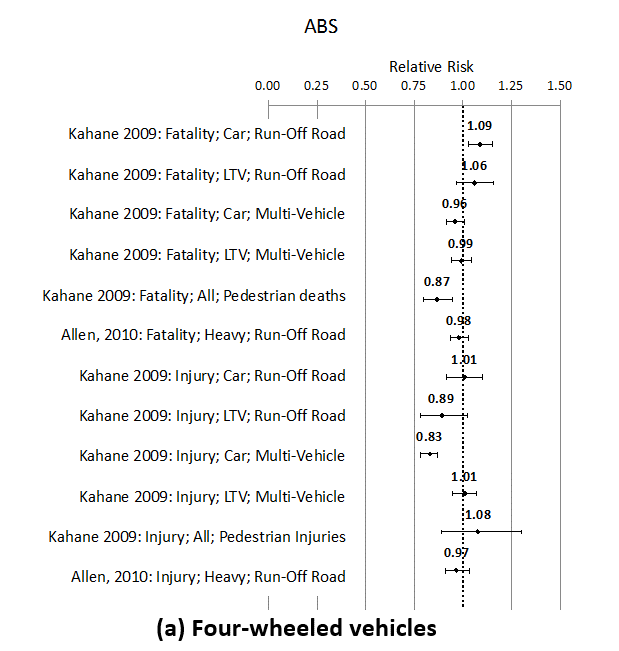 ABS
Relative Risk
0.00 0.25 0.50 0.75 1.00 1.25 1.50
Kahane 2009: Fatality; Car; Run-Off Road 1.09
Kahane 2009: Fatality; LTV; Run-Off Road 1.06
Kahane 2009: Fatality; Car; Multi-Vehicle 0.96
Kahane 2009: Fatality; LTV; Multi-Vehicle 0.99
Kahane 2009: Fatality; All; Pedestrian deaths 0.87
Allen, 2010: Fatality; Heavy; Run-Off Road 0.98
Kahane 2009: Injury; Car; Run-Off Road 1.01
Kahane 2009: Injury; LTV; Run-Off Road 0.89
Kahane 2009: Injury; Car; Multi-Vehicle 0.83
Kahane 2009: Injury; LTV; Multi-Vehicle 1.01
Kahane 2009: Injury; All; Pedestrian Injuries 1.08
Allen, 2010: Injury; Heavy; Run-Off Road 0.97
(a) Four-wheeled vehicles